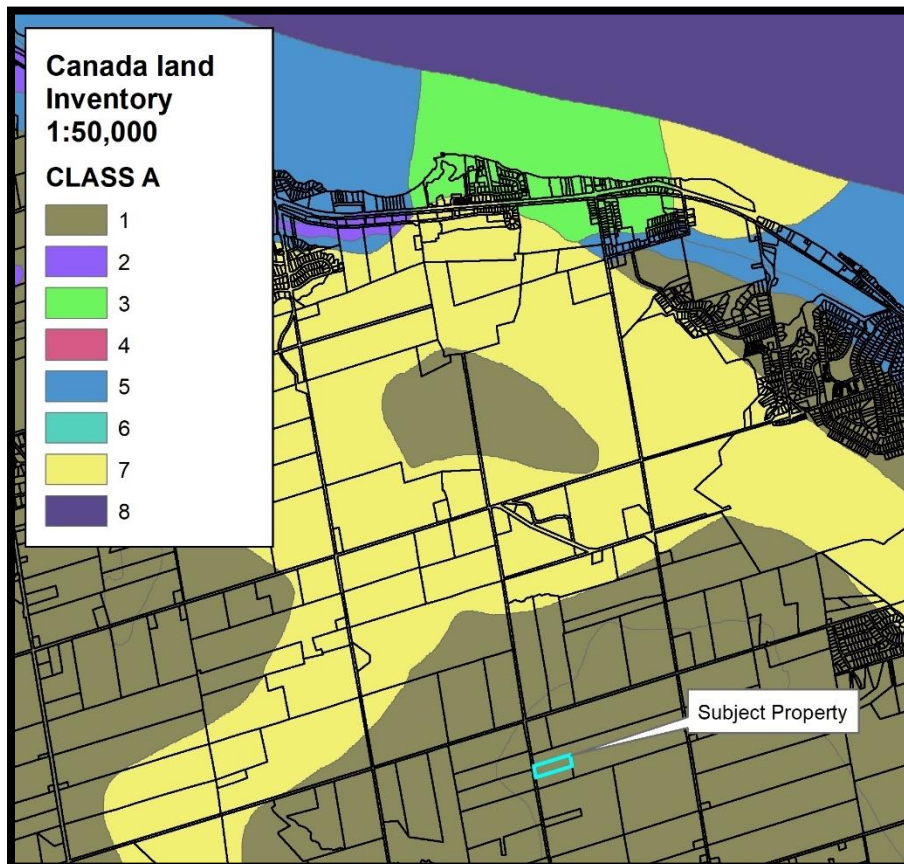 Canada land
Inventory
1:50,000
CLASS A
1
2
3
4
5
6
7
8
Subject Property